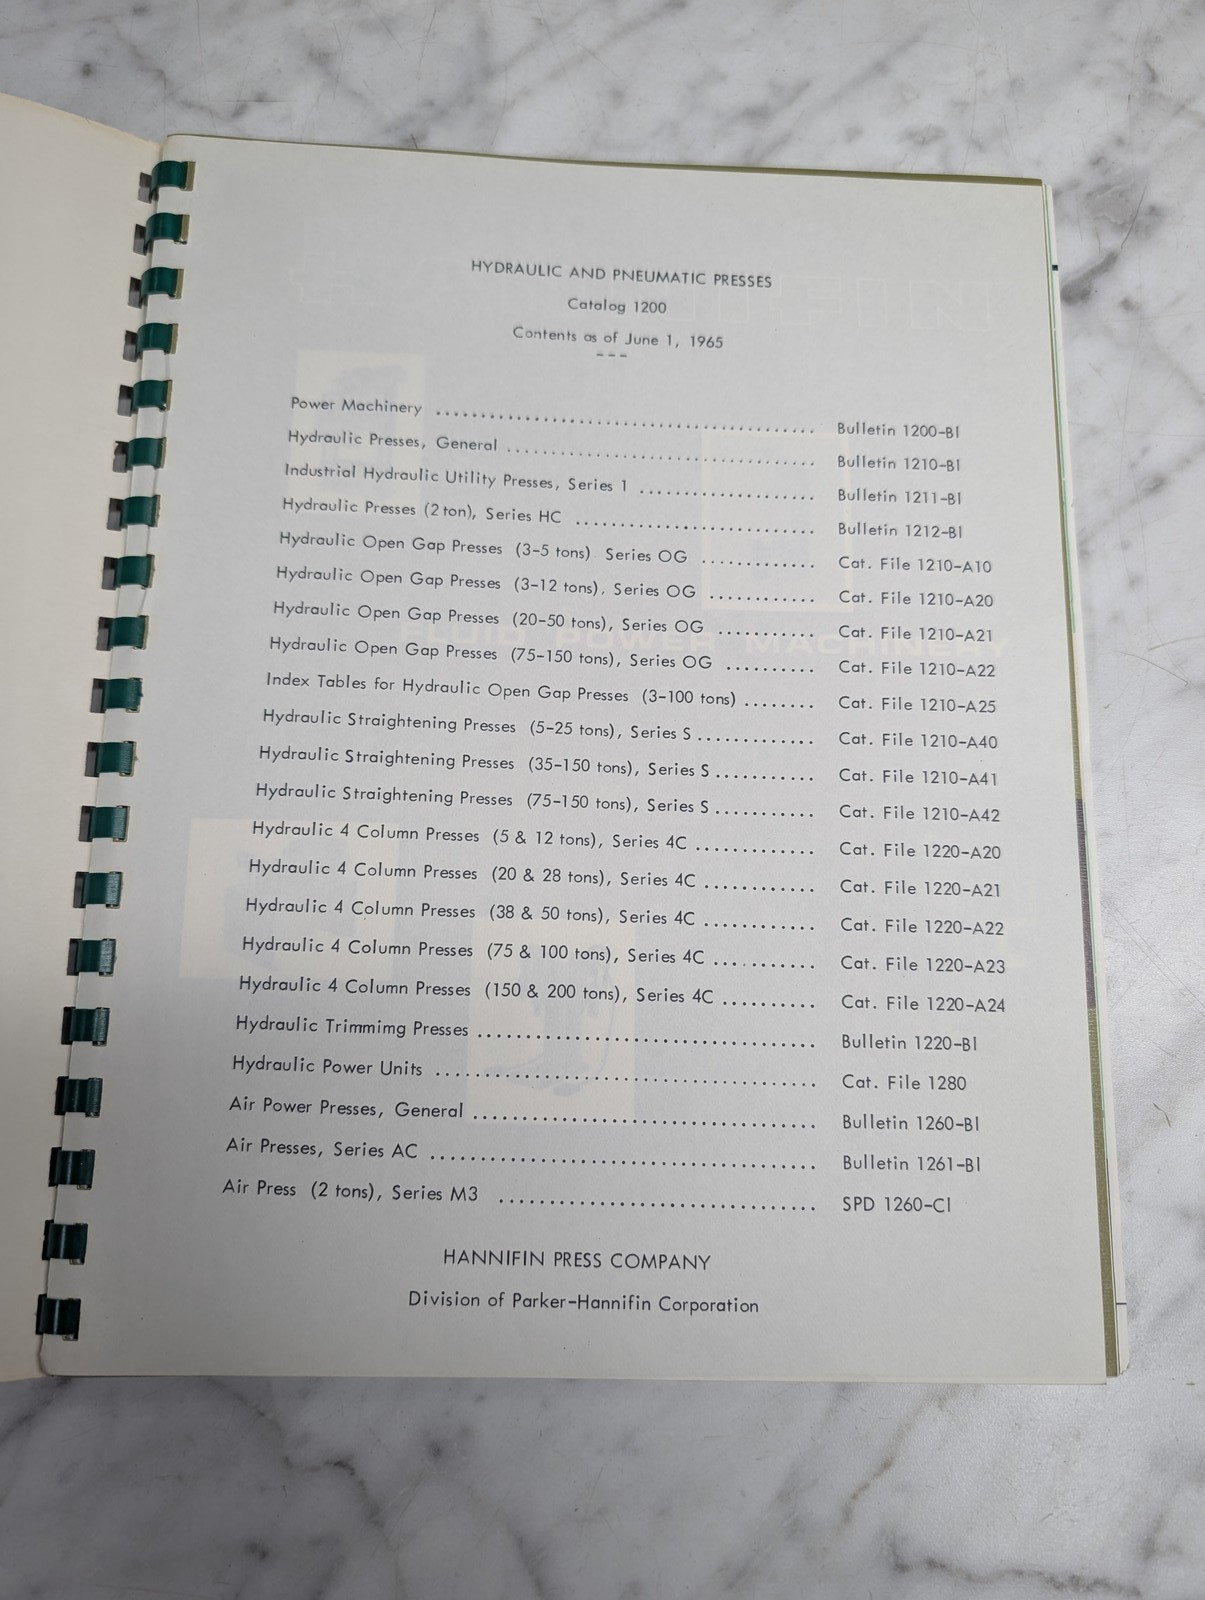 HYDRAULIC AND PNEUMATIC PRESSES
Catalog 1200
Contents as of June 1, 1965
---
Power Machinery .......................................... Bulletin 1200-B1
Hydraulic Presses, General .................................. Bulletin 1210-B1
Industrial Hydraulic Utility Presses, Series 1 .................... Bulletin 1211-B1
Hydraulic Presses (2 ton), Series HC ........................... Bulletin 1212-B1
Hydraulic Open Gap Presses (3-5 tons) Series OG ............. Cat. File 1210-A10
Hydraulic Open Gap Presses (3-12 tons), Series OG ............ Cat. File 1210-A20
Hydraulic Open Gap Presses (20-50 tons), Series OG ........... Cat. File 1210-A21
Hydraulic Open Gap Presses (75-150 tons), Series OG .......... Cat. File 1210-A22
Index Tables for Hydraulic Open Gap Presses (3-100 tons) ........ Cat. File 1210-A25
Hydraulic Straightening Presses (5-25 tons), Series S ............. Cat. File 1210-A40
Hydraulic Straightening Presses (35-150 tons), Series S ........... Cat. File 1210-A41
Hydraulic Straightening Presses (75-150 tons), Series S ........... Cat. File 1210-A42
Hydraulic 4 Column Presses (5 & 12 tons), Series 4C ............. Cat. File 1220-A20
Hydraulic 4 Column Presses (20 & 28 tons), Series 4C ............ Cat. File 1220-A21
Hydraulic 4 Column Presses (38 & 50 tons), Series 4C ............ Cat. File 1220-A22
Hydraulic 4 Column Presses (75 & 100 tons), Series 4C ........... Cat. File 1220-A23
Hydraulic 4 Column Presses (150 & 200 tons), Series 4C .......... Cat. File 1220-A24
Hydraulic Trimmimg Presses ..................................... Bulletin 1220-B1
Hydraulic Power Units .......................................... Cat. File 1280
Air Power Presses, General ..................................... Bulletin 1260-B1
Air Presses, Series AC .......................................... Bulletin 1261-B1
Air Press (2 tons), Series M3 .................................. SPD 1260-C1
HANNIFIN PRESS COMPANY
Division of Parker-Hannifin Corporation